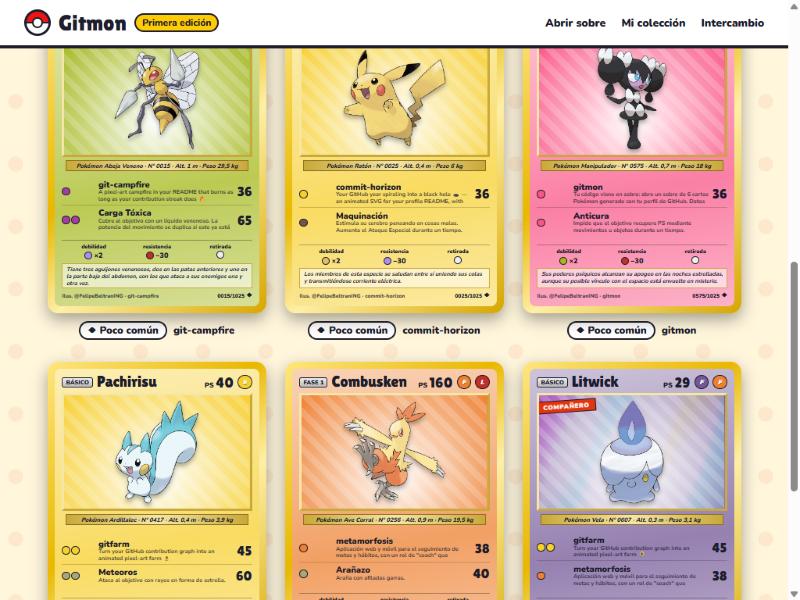 Gitmon Primera edición Abrir sobre Mi colección Intercambio
Pokémon Abeja Veneno · Nº 0015 · Alt. 1 m · Peso 29,5 kg
git-campfire 36
A pixel-art campfire in your README that burns as
long as your contribution streak does
Carga Tóxica 65
Cubre al objetivo con un líquido venenoso. La
potencia del movimiento se duplica si este ya está
debilidad resistencia retirada
×2 −30
Tiene tres aguijones venenosos, dos en las patas anteriores y uno en
la parte baja del abdomen, con los que ataca a sus enemigos una y
otra vez.
Ilus. @FelipeBeltranING · git-campfire 0015/1025
Poco común git-campfire
Pokémon Ratón · Nº 0025 · Alt. 0,4 m · Peso 6 kg
commit-horizon 36
Your GitHub year spiraling into a black hole —
an animated SVG for your profile README, with
Maquinación
Estimula su cerebro pensando en cosas malas.
Aumenta el Ataque Especial durante un tiempo.
debilidad resistencia retirada
×2 −30
Los miembros de esta especie se saludan entre sí uniendo sus colas
y transmitiéndose corriente eléctrica.
Ilus. @FelipeBeltranING · commit-horizon 0025/1025
Poco común commit-horizon
Pokémon Manipulador · Nº 0575 · Alt. 0,7 m · Peso 18 kg
gitmon 36
Tu código viene en sobre: abre un sobre de 6 cartas
Pokémon generado con tu perfil de GitHub. Datos
Anticura
Impide que el objetivo recupere PS mediante
movimientos u objetos durante un tiempo.
debilidad resistencia retirada
×2 −30
Sus poderes psíquicos alcanzan su apogeo en las noches estrelladas,
aunque su posible vínculo con el espacio está envuelto en misterio.
Ilus. @FelipeBeltranING · gitmon 0575/1025
Poco común gitmon
BÁSICO Pachirisu PS 40
Pokémon Ardillalec · Nº 0417 · Alt. 0,4 m · Peso 3,9 kg
gitfarm 45
Turn your GitHub contribution graph into an
animated pixel-art farm
Meteoros 60
Ataca al objetivo con rayos en forma de estrella.
FASE 1 Combusken PS 160
Pokémon Ave Corral · Nº 0256 · Alt. 0,9 m · Peso 19,5 kg
metamorfosis 38
Aplicación web y móvil para el seguimiento de
metas y hábitos, con un rol de "coach" que
Arañazo 40
Araña con afiladas garras.
debilidad resistencia retirada
BÁSICO Litwick PS 29
COMPAÑERO
Pokémon Vela · Nº 0607 · Alt. 0,3 m · Peso 3,1 kg
gitfarm 45
Turn your GitHub contribution graph into an
animated pixel-art farm
metamorfosis 38
Aplicación web y móvil para el seguimiento de
metas y hábitos, con un rol de "coach" que